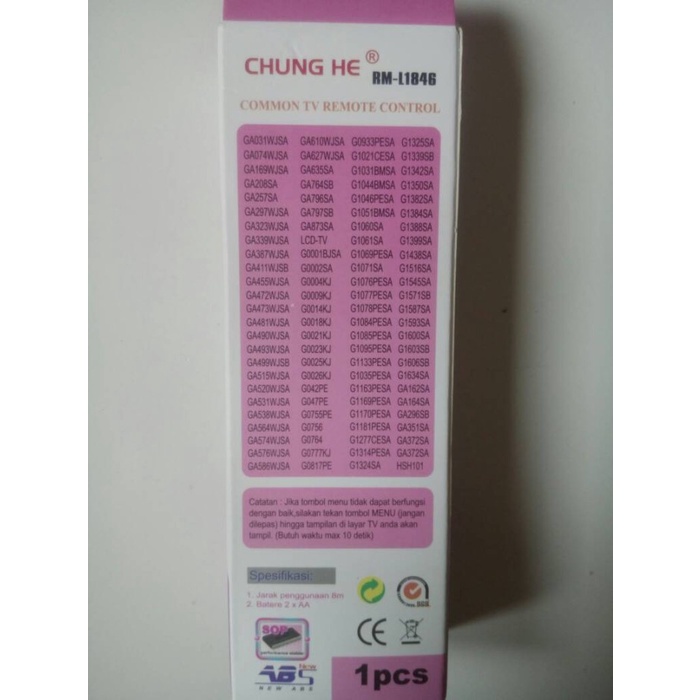 CHUNG HE ®
RM-L1846
COMMON TV REMOTE CONTROL
GA031WJSA GA610WJSA G0933PESA G1325SA
GA074WJSA GA627WJSA G1021CESA G1339SB
GA169WJSA GA635SA G1031BMSA G1342SA
GA208SA GA764SB G1044BMSA G1350SA
GA257SA GA796SA G1046PESA G1382SA
GA297WJSA GA797SB G1051BMSA G1384SA
GA323WJSA GA873SA G1060SA G1388SA
GA339WJSA LCD-TV G1061SA G1399SA
GA387WJSA G0001BJSA G1069PESA G1438SA
GA411WJSB G0002SA G1071SA G1516SA
GA455WJSA G0004KJ G1076PESA G1545SA
GA472WJSA G0009KJ G1077PESA G1571SB
GA473WJSA G0014KJ G1078PESA G1587SA
GA481WJSA G0018KJ G1084PESA G1593SA
GA490WJSA G0021KJ G1085PESA G1600SA
GA493WJSA G0023KJ G1095PESA G1603SB
GA499WJSB G0025KJ G1133PESA G1606SB
GA515WJSA G0026KJ G1035PESA G1634SA
GA520WJSA G042PE G1163PESA GA162SA
GA531WJSA G047PE G1169PESA GA164SA
GA538WJSA G0755PE G1170PESA GA296SB
GA564WJSA G0756 G1181PESA GA351SA
GA574WJSA G0764 G1277CESA GA372SA
GA576WJSA G0777KJ G1314PESA GA372SA
GA586WJSA G0817PE G1324SA HSH101
Catatan : Jika tombol menu tidak dapat berfungsi
dengan baik,silakan tekan tombol MENU (jangan
dilepas) hingga tampilan di layar TV anda akan
tampil. (Butuh waktu max 10 detik)
Spesifikasi:
1. Jarak penggunaan 8m
2. Batere 2 x AA
SGS
CE
SOP
ABS New
NEW ABS
1pcs